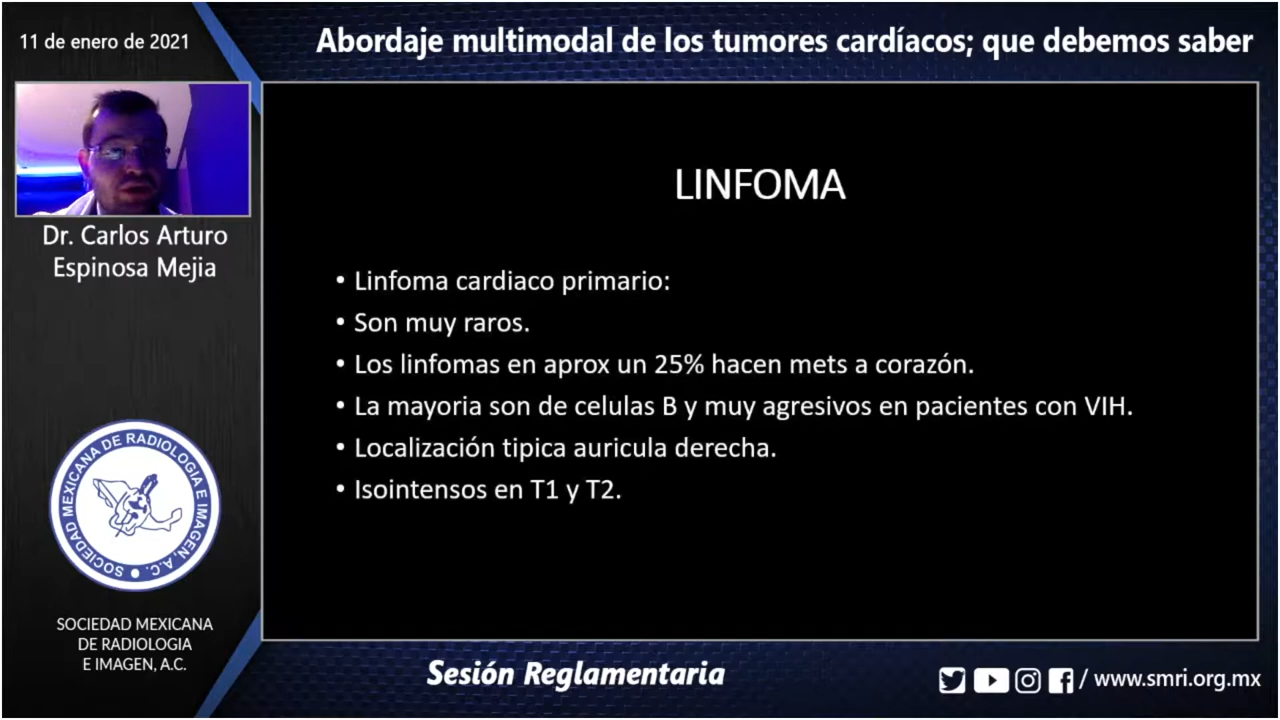 11 de enero de 2021
Abordaje multimodal de los tumores cardíacos; que debemos saber
Dr. Carlos Arturo
Espinosa Mejia
LINFOMA
• Linfoma cardiaco primario:
• Son muy raros.
• Los linfomas en aprox un 25% hacen mets a corazón.
• La mayoria son de celulas B y muy agresivos en pacientes con VIH.
• Localización tipica auricula derecha.
• Isointensos en T1 y T2.
SOCIEDAD MEXICANA DE RADIOLOGIA E IMAGEN, A.C.
SOCIEDAD MEXICANA
DE RADIOLOGIA
E IMAGEN, A.C.
Sesión Reglamentaria
/ www.smri.org.mx